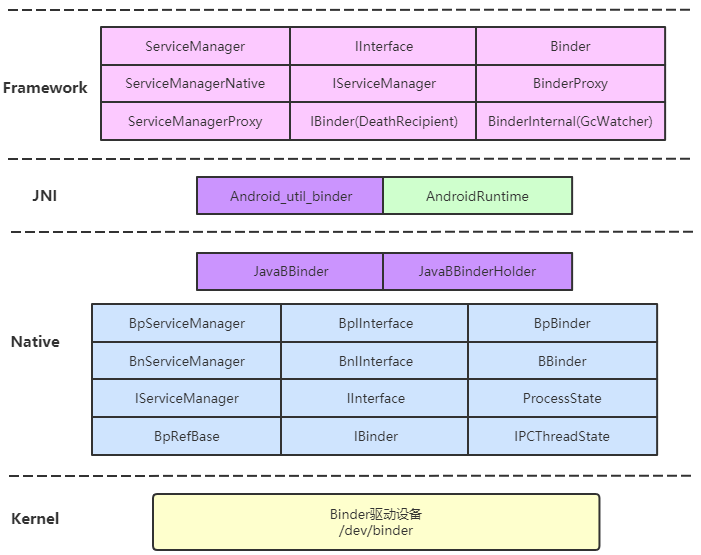 ServiceManager IInterface Binder
Framework ServiceManagerNative IServiceManager BinderProxy
ServiceManagerProxy IBinder(DeathRecipient) BinderInternal(GcWatcher)
JNI Android_util_binder AndroidRuntime
JavaBBinder JavaBBinderHolder
BpServiceManager BpIInterface BpBinder
Native BnServiceManager BnIInterface BBinder
IServiceManager IInterface ProcessState
BpRefBase IBinder IPCThreadState
Kernel Binder驱动设备
/dev/binder